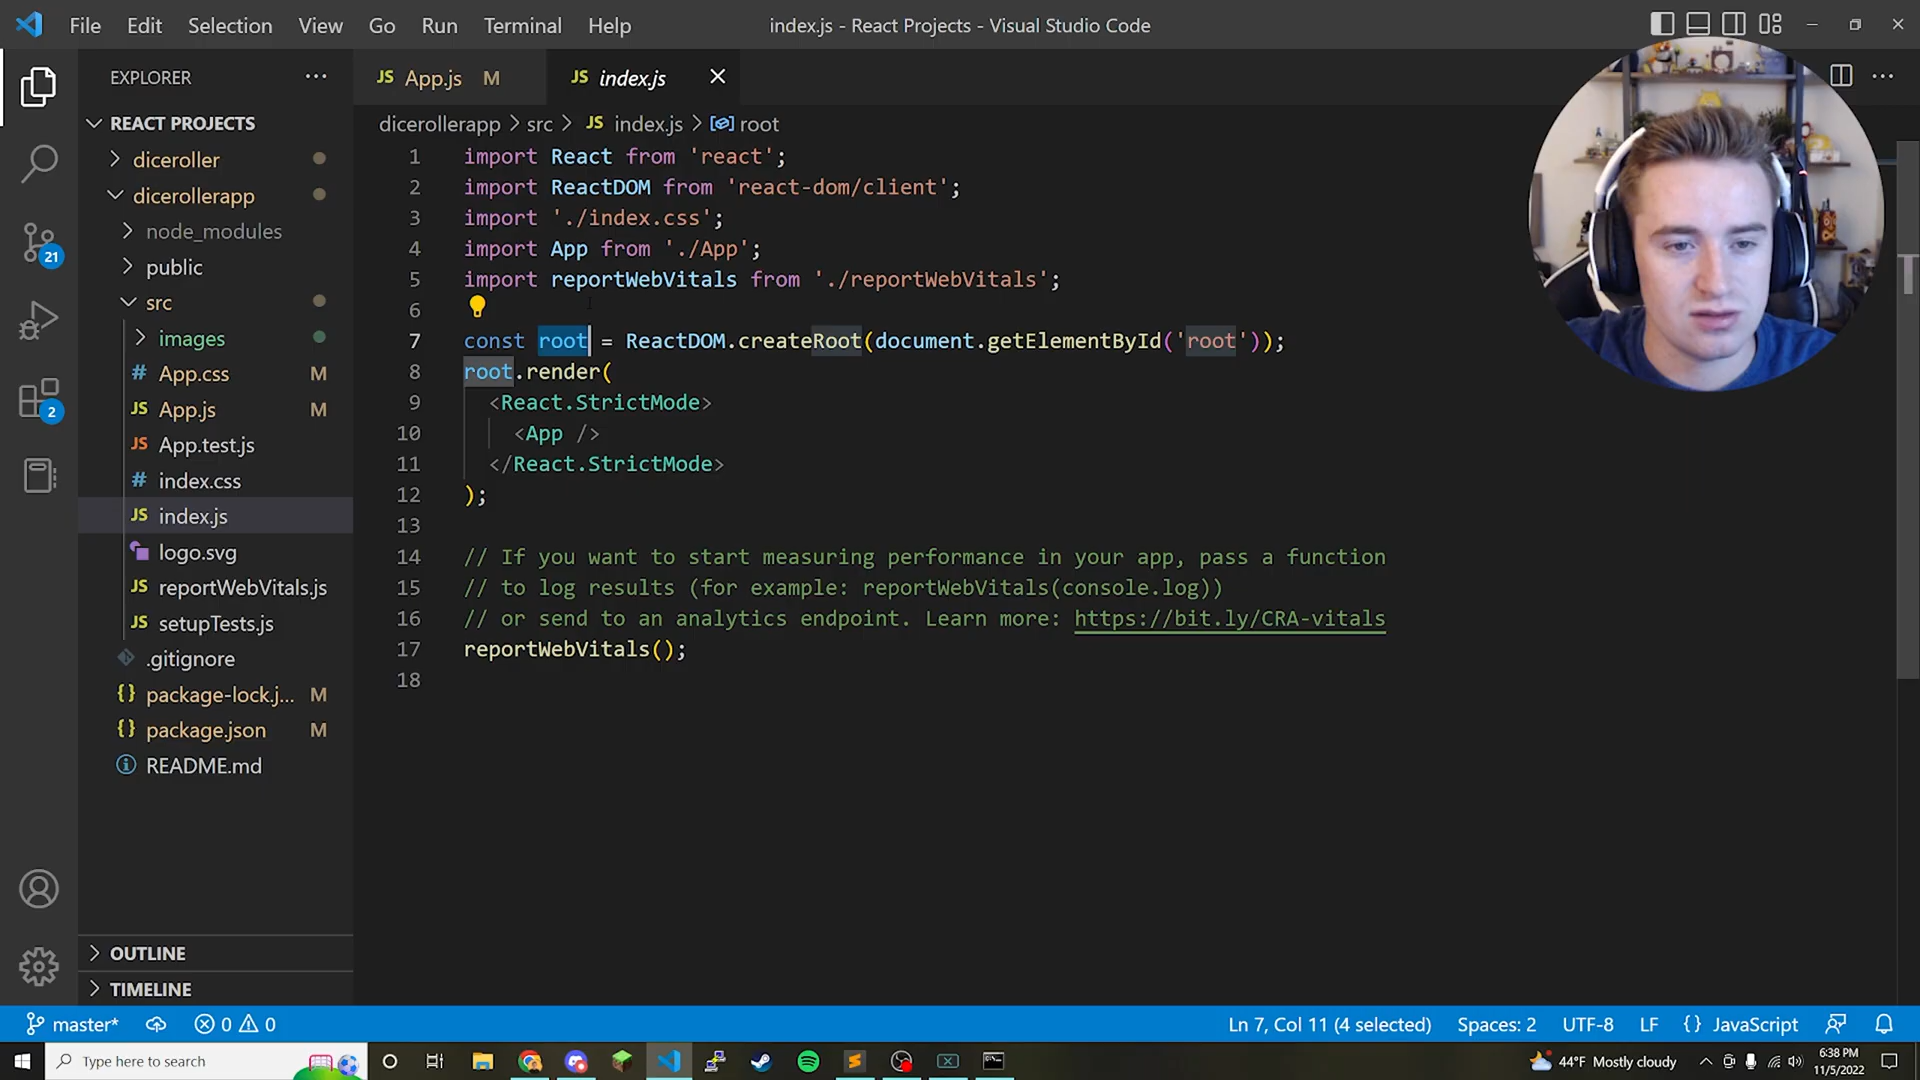 File Edit Selection View Go Run Terminal Help
index.js - React Projects - Visual Studio Code
EXPLORER
REACT PROJECTS
diceroller
dicerollerapp
node_modules
public
src
images
App.css M
App.js M
App.test.js
index.css
index.js
logo.svg
reportWebVitals.js
setupTests.js
.gitignore
package-lock.j... M
package.json M
README.md
OUTLINE
TIMELINE
21
2
JS App.js M
JS index.js
dicerollerapp > src > JS index.js > root
1 import React from 'react';
2 import ReactDOM from 'react-dom/client';
3 import './index.css';
4 import App from './App';
5 import reportWebVitals from './reportWebVitals';
6
7 const root = ReactDOM.createRoot(document.getElementById('root'));
8 root.render(
9 <React.StrictMode>
10 <App />
11 </React.StrictMode>
12 );
13
14 // If you want to start measuring performance in your app, pass a function
15 // to log results (for example: reportWebVitals(console.log))
16 // or send to an analytics endpoint. Learn more: https://bit.ly/CRA-vitals
17 reportWebVitals();
18
master* 0 0
Ln 7, Col 11 (4 selected) Spaces: 2 UTF-8 LF {} JavaScript
Type here to search
44°F Mostly cloudy
6:38 PM
11/5/2022